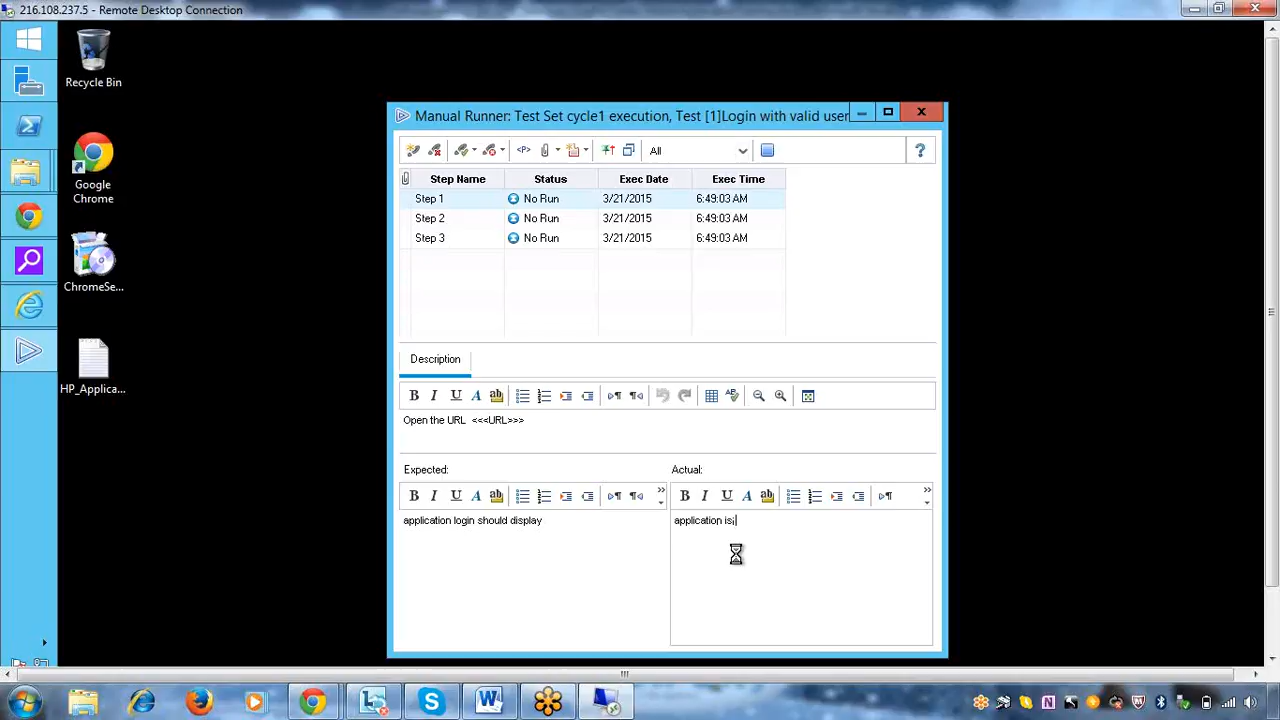 216.108.237.5 - Remote Desktop Connection
Recycle Bin
Google
Chrome
ChromeSe...
HP_Applica...
Manual Runner: Test Set cycle1 execution, Test [1]Login with valid user
<P>
All
?
Step Name Status Exec Date Exec Time
Step 1 No Run 3/21/2015 6:49:03 AM
Step 2 No Run 3/21/2015 6:49:03 AM
Step 3 No Run 3/21/2015 6:49:03 AM
Description
B I U A ab
Open the URL <<<URL>>>
Expected: Actual:
B I U A ab B I U A ab
application login should display
application is